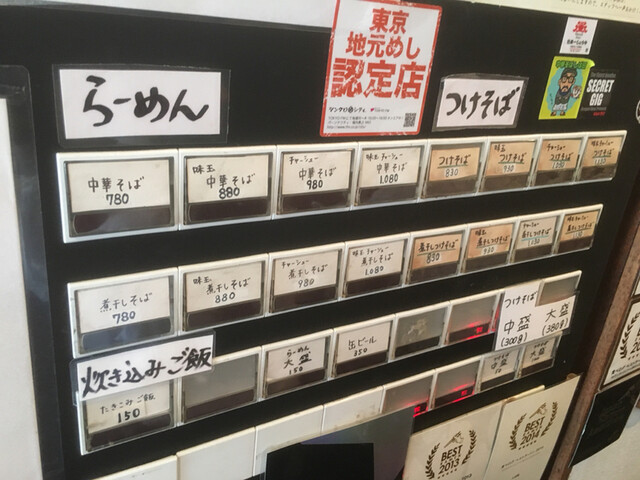 らーめん
東京
地元めし
認定店
つけそば
SECRET
GIG
中華そば
780
味玉
中華そば
880
チャーシュー
中華そば
980
味玉チャーシュー
中華そば
1,080
つけそば
830
味玉
つけそば
930
チャーシュー
つけそば
味玉チャーシュー
つけそば
煮干しそば
780
味玉
煮干しそば
880
チャーシュー
煮干しそば
980
味玉チャーシュー
煮干しそば
1,080
煮干しつけそば
830
味玉
煮干しつけそば
930
チャーシュー
煮干しつけそば
味玉チャーシュー
煮干しつけそば
炊き込みご飯
たきこみご飯
150
らーめん
大盛
150
缶ビール
350
つけそば
中盛 大盛
(300g) (380g)
中盛
大盛
BEST
2013
BEST
2014